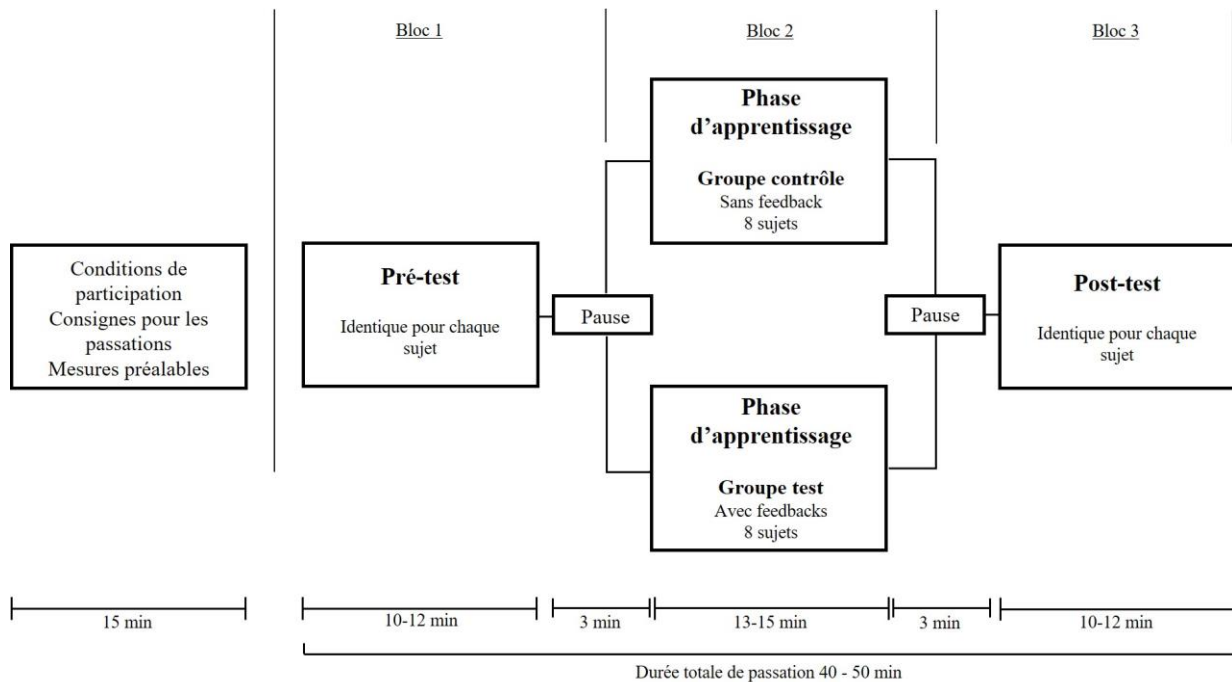 Bloc 1
Bloc 2
Bloc 3
Conditions de
participation
Consignes pour les
passations
Mesures préalables
Pré-test
Identique pour chaque
sujet
Pause
Phase
d'apprentissage
Groupe contrôle
Sans feedback
8 sujets
Phase
d'apprentissage
Groupe test
Avec feedbacks
8 sujets
Pause
Post-test
Identique pour chaque
sujet
15 min
10-12 min
3 min
13-15 min
3 min
10-12 min
Durée totale de passation 40 - 50 min